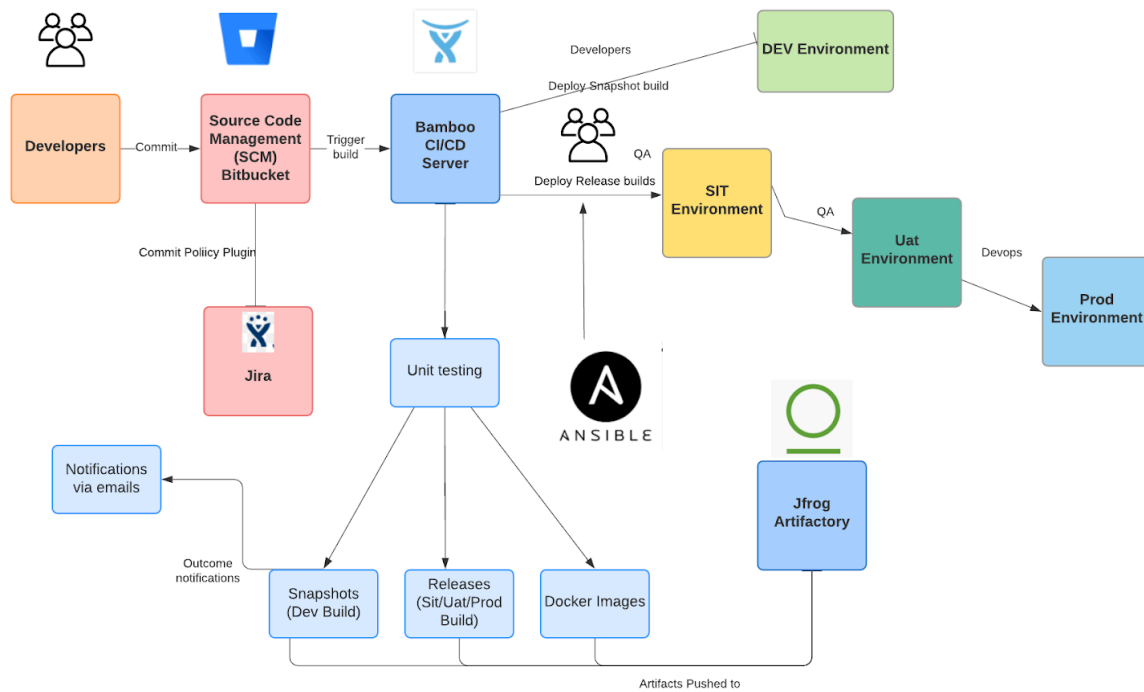 Developers
Commit
Source Code
Management
(SCM)
Bitbucket
Trigger
build
Bamboo
CI/CD
Server
Developers
Deploy Snapshot build
DEV Environment
QA
Deploy Release builds
SIT
Environment
QA
Uat
Environment
Devops
Prod
Environment
Commit Poliicy Plugin
Jira
Unit testing
ANSIBLE
Jfrog
Artifactory
Notifications
via emails
Outcome
notifications
Snapshots
(Dev Build)
Releases
(Sit/Uat/Prod
Build)
Docker Images
Artifacts Pushed to